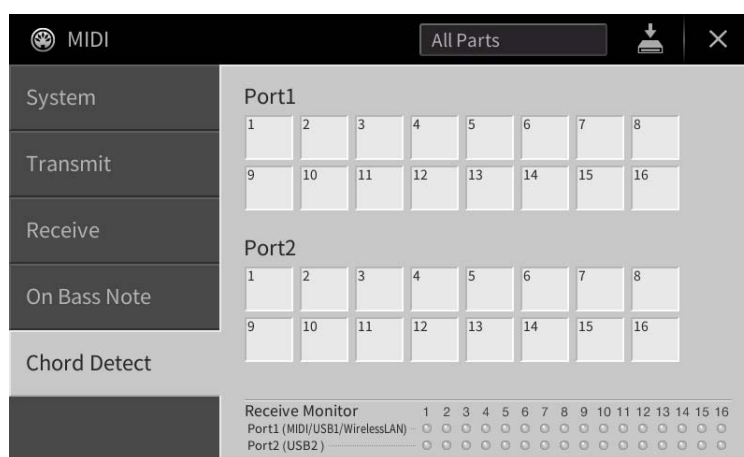 MIDI All Parts
System
Transmit
Receive
On Bass Note
Chord Detect
Port1
1 2 3 4 5 6 7 8
9 10 11 12 13 14 15 16
Port2
1 2 3 4 5 6 7 8
9 10 11 12 13 14 15 16
Receive Monitor 1 2 3 4 5 6 7 8 9 10 11 12 13 14 15 16
Port1 (MIDI/USB1/WirelessLAN)
Port2 (USB2)